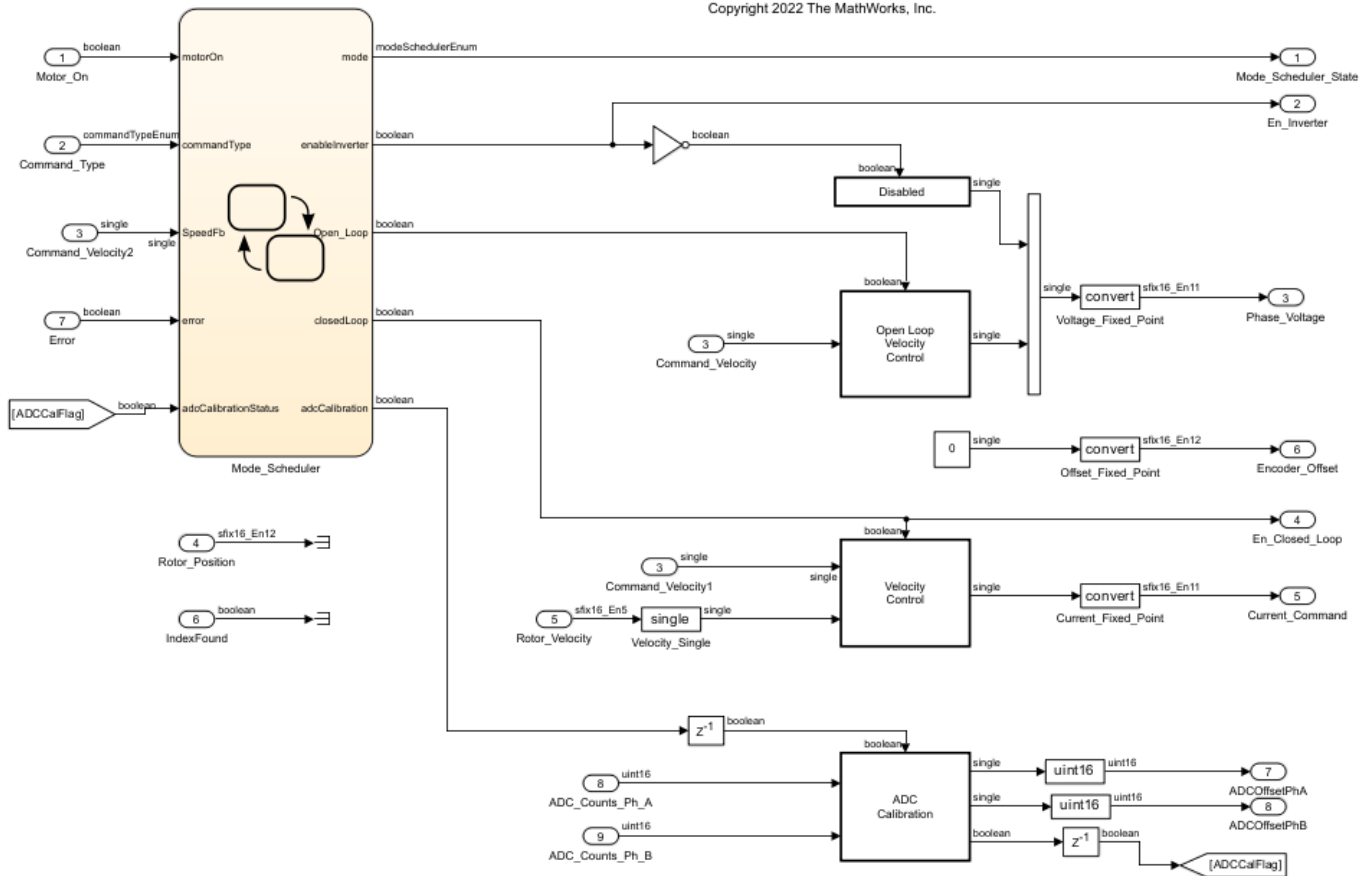 Copyright 2022 The MathWorks, Inc.
1
boolean
Motor_On
motorOn
mode
modeSchedulerEnum
1
Mode_Scheduler_State
2
En_Inverter
2
commandTypeEnum
Command_Type
commandType
enableInverter
boolean
boolean
boolean
Disabled
single
3
single
single
Command_Velocity2
SpeedFb
Open_Loop
boolean
boolean
Open Loop
Velocity
Control
single
3
single
Command_Velocity
single
convert
sfix16_En11
Voltage_Fixed_Point
3
Phase_Voltage
7
boolean
Error
error
closedLoop
boolean
[ADCCalFlag]
boolean
adcCalibrationStatus
adcCalibration
boolean
Mode_Scheduler
0
single
convert
sfix16_En12
Offset_Fixed_Point
6
Encoder_Offset
4
sfix16_En12
Rotor_Position
6
boolean
IndexFound
boolean
4
En_Closed_Loop
3
single
single
Command_Velocity1
5
sfix16_En5
Rotor_Velocity
single
single
Velocity_Single
Velocity
Control
single
convert
sfix16_En11
Current_Fixed_Point
5
Current_Command
z-1
boolean
boolean
8
uint16
ADC_Counts_Ph_A
9
uint16
ADC_Counts_Ph_B
ADC
Calibration
single
uint16
uint16
7
ADCOffsetPhA
single
uint16
uint16
8
ADCOffsetPhB
boolean
z-1
boolean
[ADCCalFlag]